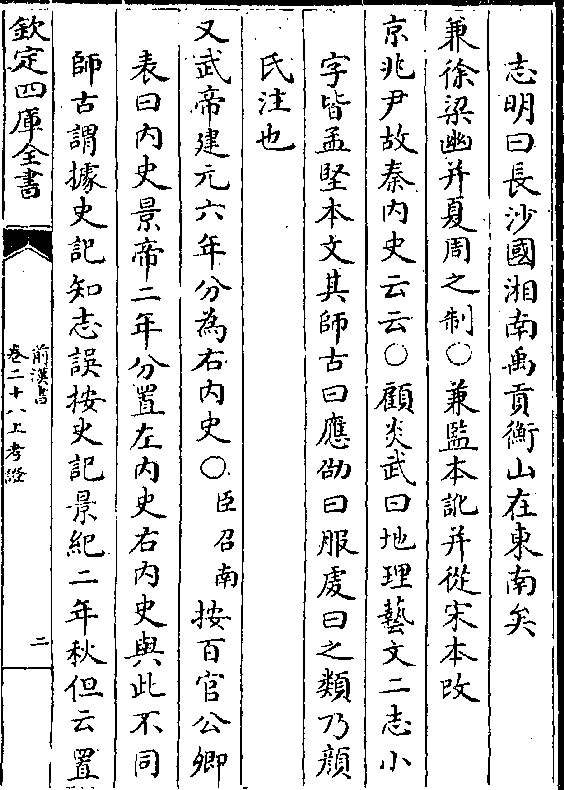 志明曰長沙國湘南禹貢衡山在東南矣
兼徐梁幽并夏周之制○兼監本訛并從宋本改
京兆尹故秦内史云云○顧炎武曰地理藝文二志小
字皆孟堅本文其師古曰應劭曰服虔曰之類乃顔
氏注也
又武帝建元六年分為右内史○臣召南按百官公卿
表曰内史景帝二年分置左内史右内史與此不同
師古謂據史記知志誤按史記景紀二年秋但云置
欽定四庫全書
前漢書
卷二十八上考證
二